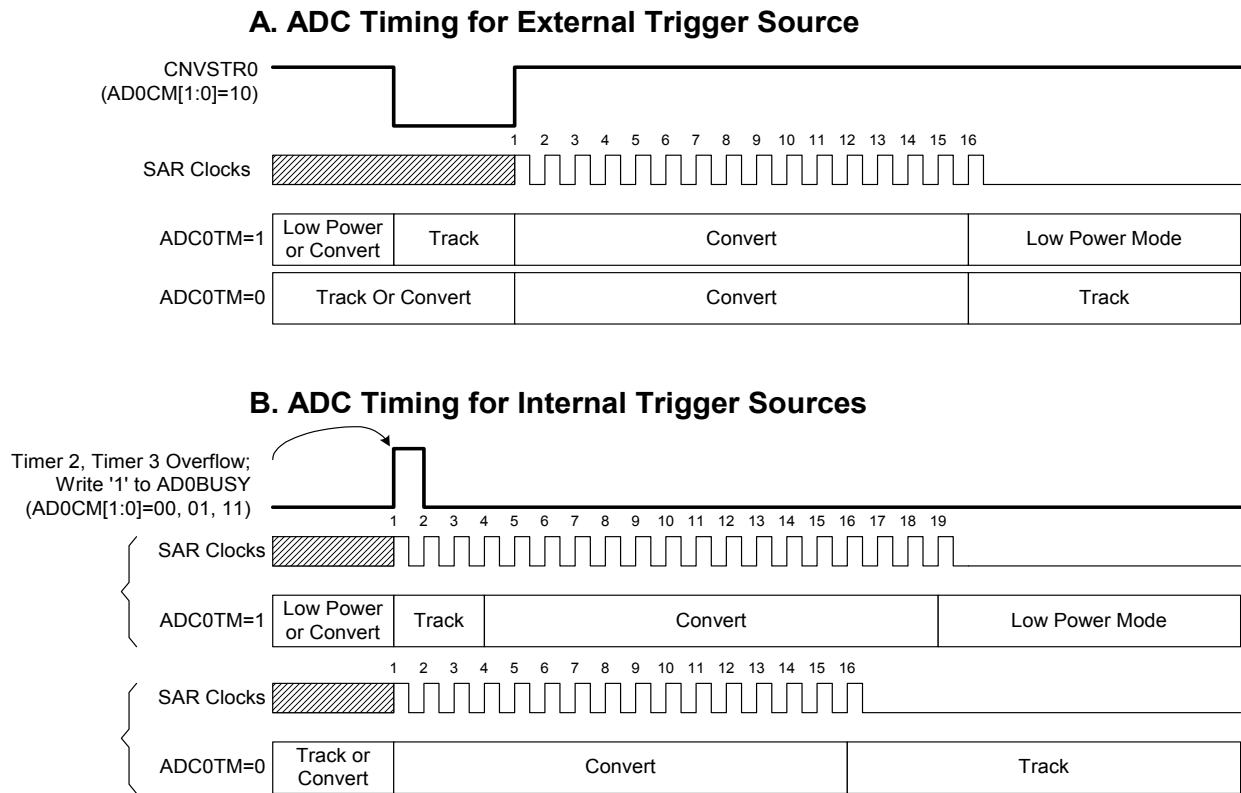 A. ADC Timing for External Trigger Source
CNVSTR0
(AD0CM[1:0]=10)
1 2 3 4 5 6 7 8 9 10 11 12 13 14 15 16
SAR Clocks
ADC0TM=1
Low Power
or Convert
Track
Convert
Low Power Mode
ADC0TM=0
Track Or Convert
Convert
Track
B. ADC Timing for Internal Trigger Sources
Timer 2, Timer 3 Overflow;
Write '1' to AD0BUSY
(AD0CM[1:0]=00, 01, 11)
1 2 3 4 5 6 7 8 9 10 11 12 13 14 15 16 17 18 19
SAR Clocks
ADC0TM=1
Low Power
or Convert
Track
Convert
Low Power Mode
1 2 3 4 5 6 7 8 9 10 11 12 13 14 15 16
SAR Clocks
ADC0TM=0
Track or
Convert
Convert
Track